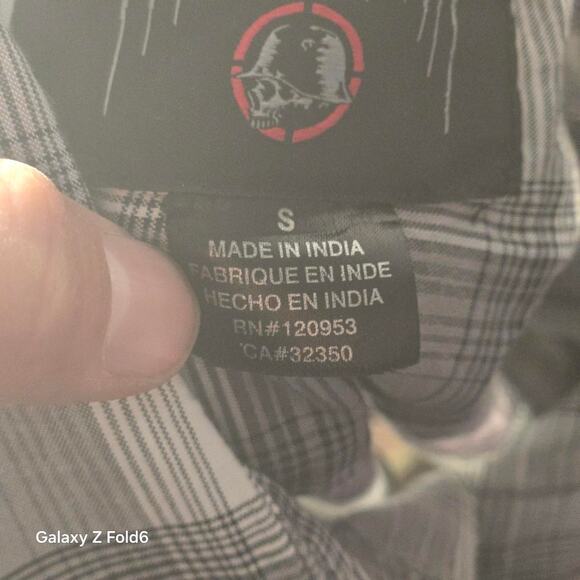 S
MADE IN INDIA
FABRIQUE EN INDE
HECHO EN INDIA
RN#120953
CA#32350
Galaxy Z Fold6